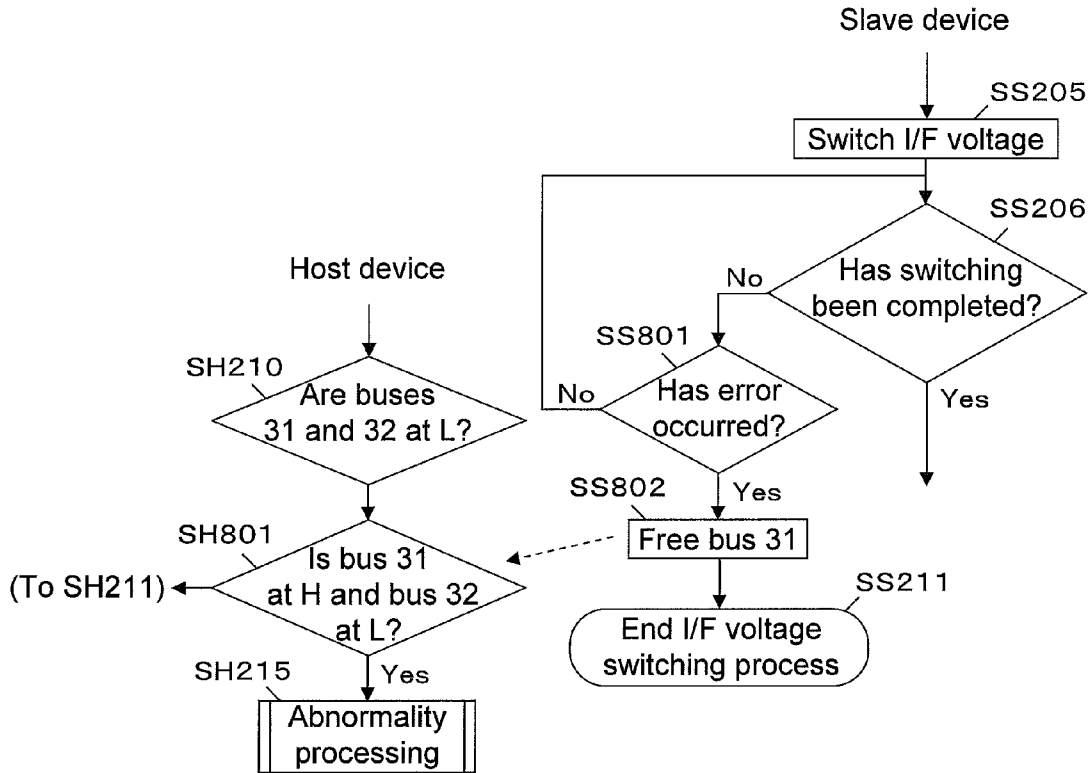 Slave device
SS205
Switch I/F voltage
SS206
Has switching
been completed?
No
Yes
SS801
Has error
occurred?
No
Yes
SS802
Free bus 31
SS211
End I/F voltage
switching process
Host device
SH210
Are buses
31 and 32 at L?
SH801
Is bus 31
at H and bus 32
at L?
(To SH211)
Yes
SH215
Abnormality
processing